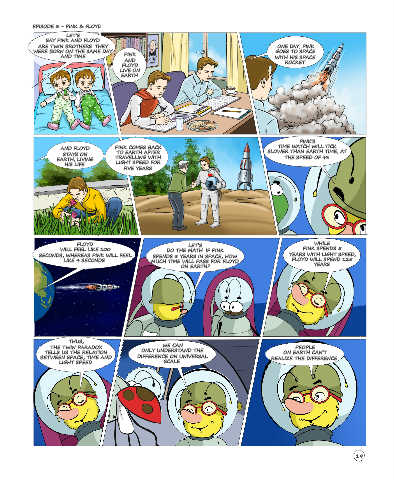 EPISODE 8 - PINK & FLOYD
LET'S
SAY PINK AND FLOYD
ARE TWIN BROTHERS. THEY
WERE BORN ON THE SAME DAY
AND TIME
PINK
AND
FLOYD
LIVE ON
EARTH
ONE DAY, PINK
GOES TO SPACE
WITH HIS SPACE
ROCKET
AND FLOYD
STAYS ON
EARTH, LIVING
HIS LIFE
PINK COMES BACK
TO EARTH AFTER
TRAVELLING WITH
LIGHT SPEED FOR
FIVE YEARS
PINK'S
TIME WATCH WILL TICK
SLOWER THAN EARTH TIME, AT
THE SPEED OF
FLOYD
WILL FEEL LIKE 100
SECONDS, WHEREAS PINK WILL FEEL
LIKE 4 SECONDS
LET'S
DO THE MATH. IF PINK
SPENDS 5 YEARS IN SPACE, HOW
MUCH TIME WILL PASS FOR FLOYD
ON EARTH?
WHILE
PINK SPENDS 5
YEARS WITH LIGHT SPEED,
FLOYD WILL SPEND 125
YEARS
THUS,
THE TWIN PARADOX
TELLS US THE RELATION
BETWEEN SPACE, TIME AND
LIGHT SPEED
WE CAN
ONLY UNDERSTAND THE
DIFFERENCE ON UNIVERSAL
SCALE
PEOPLE
ON EARTH CAN'T
REALIZE THE DIFFERENCE